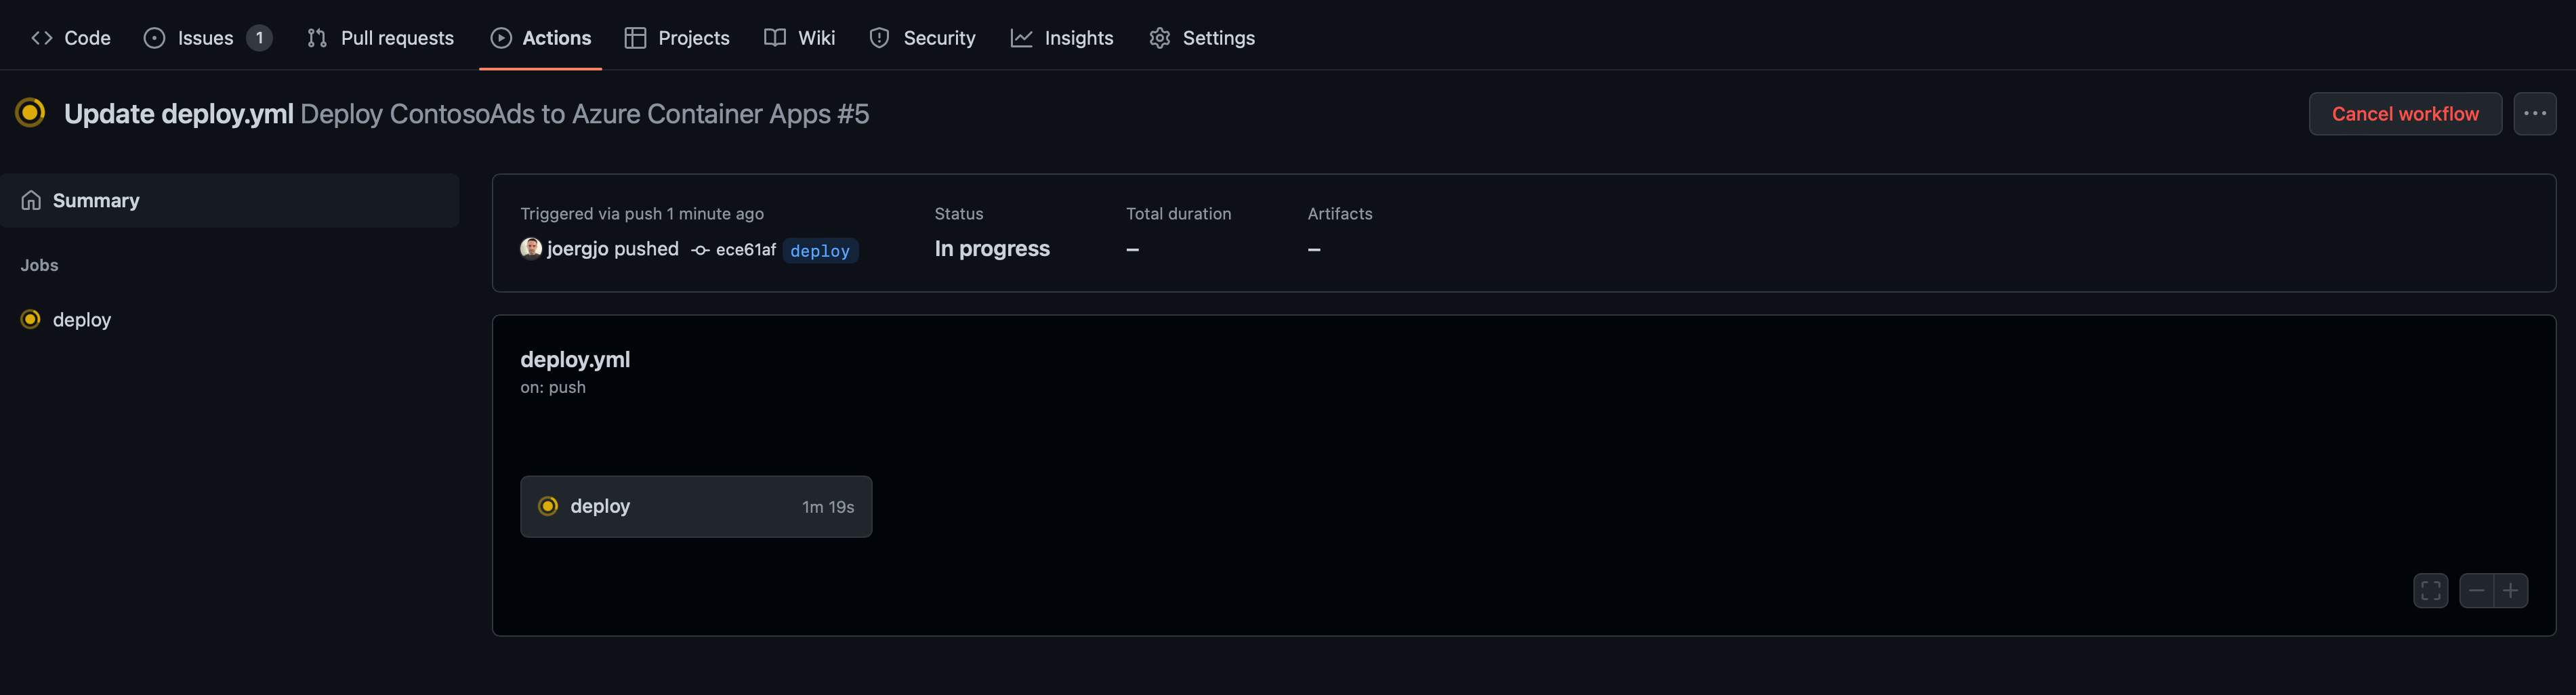 Code Issues 1 Pull requests Actions Projects Wiki Security Insights Settings
Update deploy.yml Deploy ContosoAds to Azure Container Apps #5
Cancel workflow
Summary
Jobs
deploy
Triggered via push 1 minute ago
joergjo pushed ece61af deploy
Status
In progress
Total duration
–
Artifacts
–
deploy.yml
on: push
deploy 1m 19s